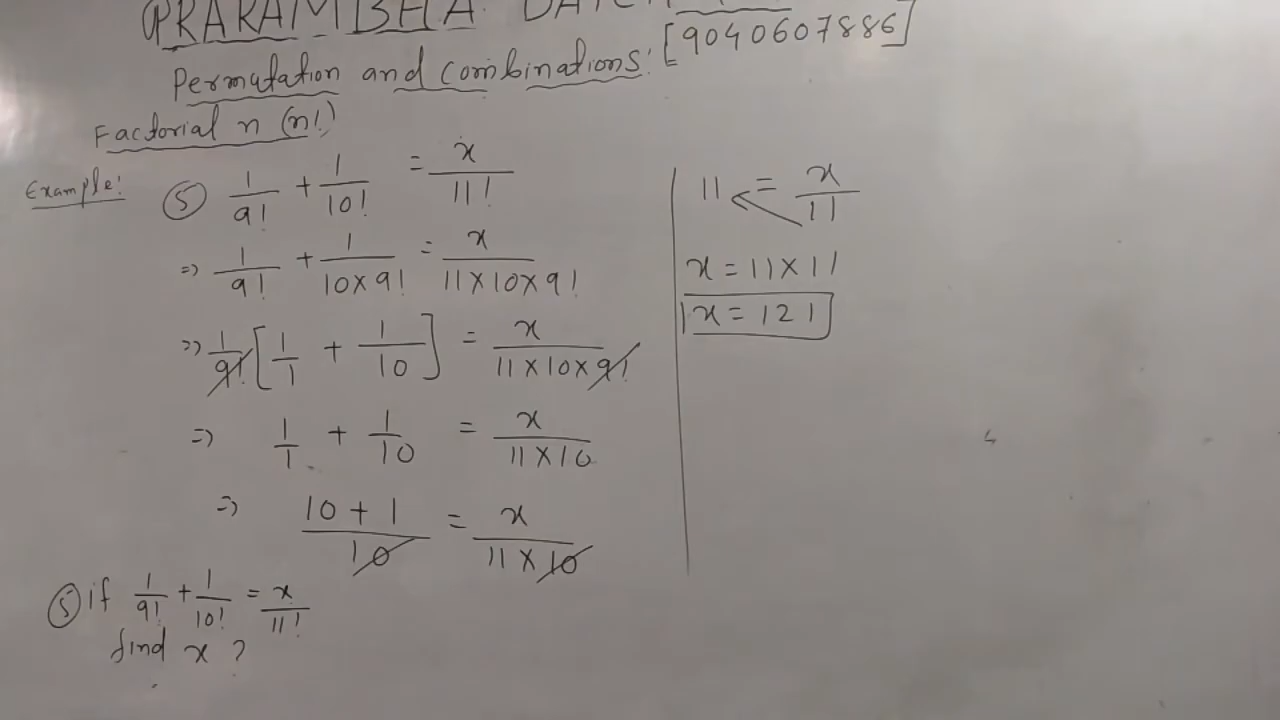 PRARAMBHA BATCH
Permutation and Combinations: [9040607886]
Factorial n (n!)
Example: ⑤ 1/9! + 1/10! = x/11!
=> 1/9! + 1/(10×9!) = x/(11×10×9!)
=> 1/9! [1/1 + 1/10] = x/(11×10×9!)
=> 1/1 + 1/10 = x/(11×10)
=> (10+1)/10 = x/(11×10)
⑤ if 1/9! + 1/10! = x/11!
find x ?
11 = x/11
x = 11×11
x = 121